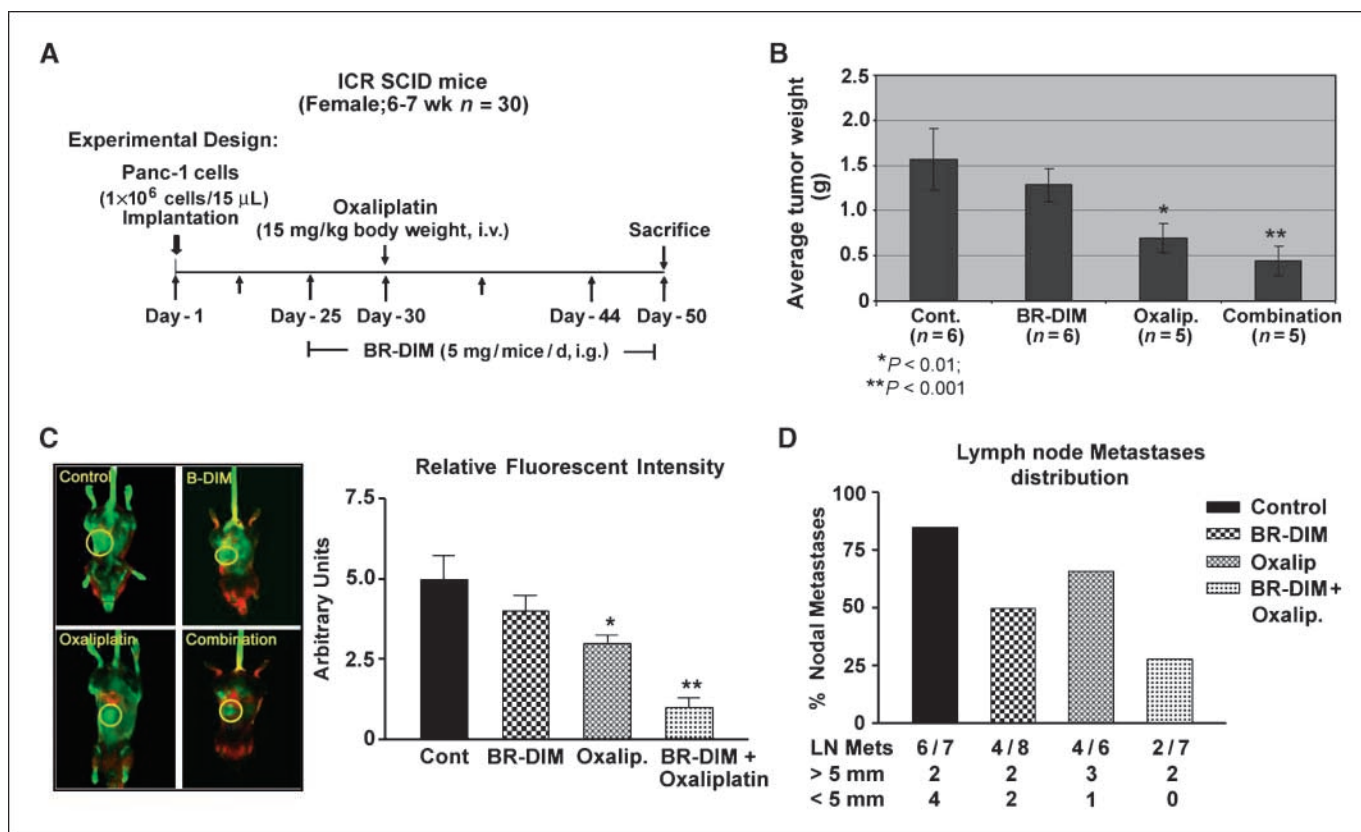 A
ICR SCID mice
(Female;6-7 wk n = 30)
Experimental Design:
Panc-1 cells
(1×10⁶ cells/15 μL)
Implantation
Oxaliplatin
(15 mg/kg body weight, i.v.)
Sacrifice
Day-1 Day-25 Day-30 Day-44 Day-50
BR-DIM (5 mg/mice/d, i.g.)
B
Average tumor weight
(g)
2.5
2.0
1.5
1.0
0.5
0
*
**
Cont. BR-DIM Oxalip. Combination
(n=6) (n=6) (n=5) (n=5)
*P < 0.01;
**P < 0.001
C
Control B-DIM
Oxaliplatin Combination
Relative Fluorescent Intensity
Arbitrary Units
7.5
5.0
2.5
0
*
**
Cont BR-DIM Oxalip. BR-DIM +
Oxaliplatin
D
Lymph node Metastases
distribution
% Nodal Metastases
100
75
50
25
0
Control
BR-DIM
Oxalip
BR-DIM+
Oxalip.
LN Mets 6/7 4/8 4/6 2/7
> 5 mm 2 2 3 2
< 5 mm 4 2 1 0